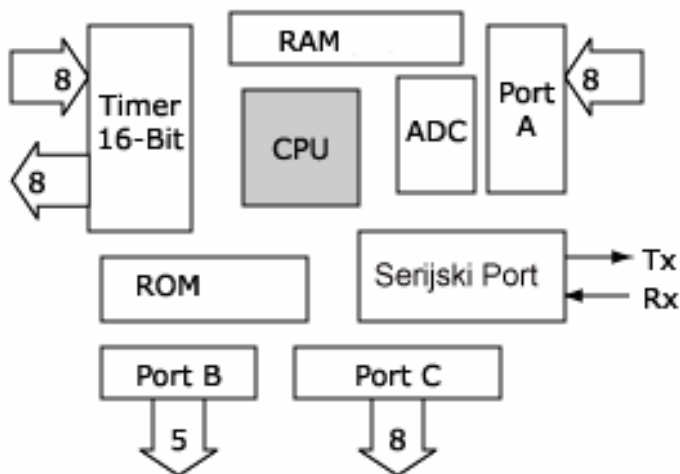 RAM
8
Timer
16-Bit
8
CPU
ADC
Port
A
8
ROM
Serijski Port
Tx
Rx
Port B
Port C
5
8